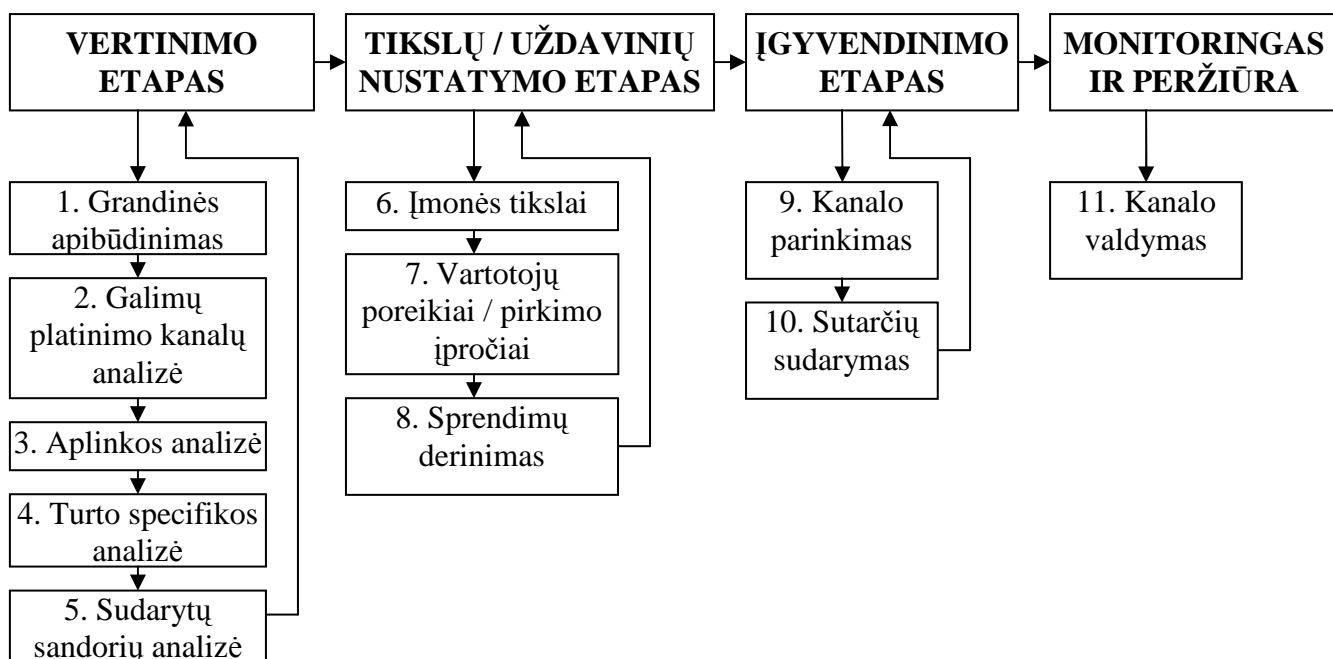 VERTINIMO
ETAPAS
TIKSLŲ / UŽDAVINIŲ
NUSTATYMO ETAPAS
ĮGYVENDINIMO
ETAPAS
MONITORINGAS
IR PERŽIŪRA
1. Grandinės
apibūdinimas
2. Galimų
platinimo kanalų
analizė
3. Aplinkos analizė
4. Turto specifikos
analizė
5. Sudarytų
sandorių analizė
6. Įmonės tikslai
7. Vartotojų
poreikiai / pirkimo
įpročiai
8. Sprendimų
derinimas
9. Kanalo
parinkimas
10. Sutarčių
sudarymas
11. Kanalo
valdymas